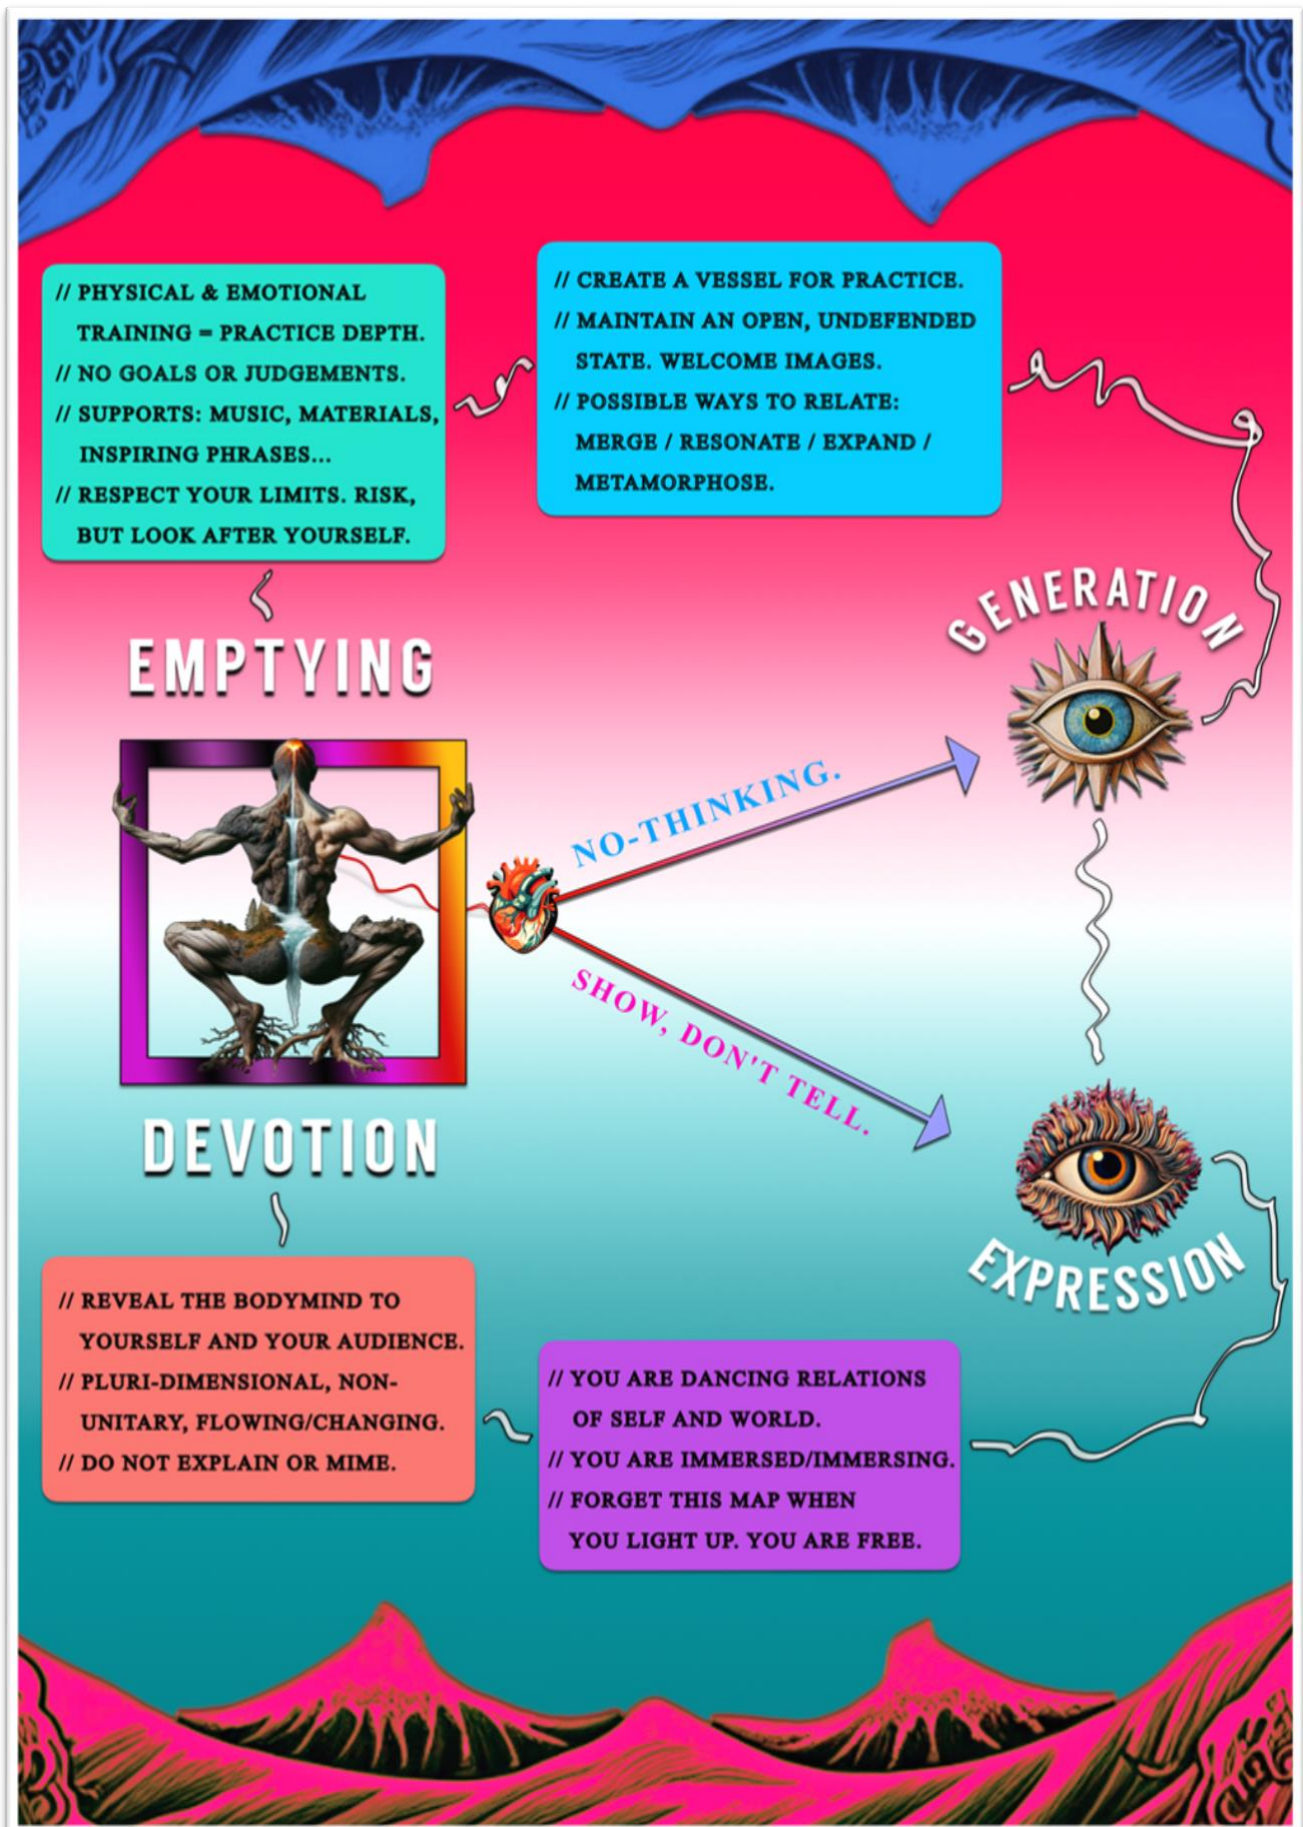 // PHYSICAL & EMOTIONAL
TRAINING = PRACTICE DEPTH.
// NO GOALS OR JUDGEMENTS.
// SUPPORTS: MUSIC, MATERIALS,
INSPIRING PHRASES...
// RESPECT YOUR LIMITS. RISK,
BUT LOOK AFTER YOURSELF.
// CREATE A VESSEL FOR PRACTICE.
// MAINTAIN AN OPEN, UNDEFENDED
STATE. WELCOME IMAGES.
// POSSIBLE WAYS TO RELATE:
MERGE / RESONATE / EXPAND /
METAMORPHOSE.
GENERATION
EMPTYING
NO-THINKING.
SHOW, DON'T TELL.
DEVOTION
EXPRESSION
// REVEAL THE BODYMIND TO
YOURSELF AND YOUR AUDIENCE.
// PLURI-DIMENSIONAL, NON-
UNITARY, FLOWING/CHANGING.
// DO NOT EXPLAIN OR MIME.
// YOU ARE DANCING RELATIONS
OF SELF AND WORLD.
// YOU ARE IMMERSED/IMMERSING.
// FORGET THIS MAP WHEN
YOU LIGHT UP. YOU ARE FREE.